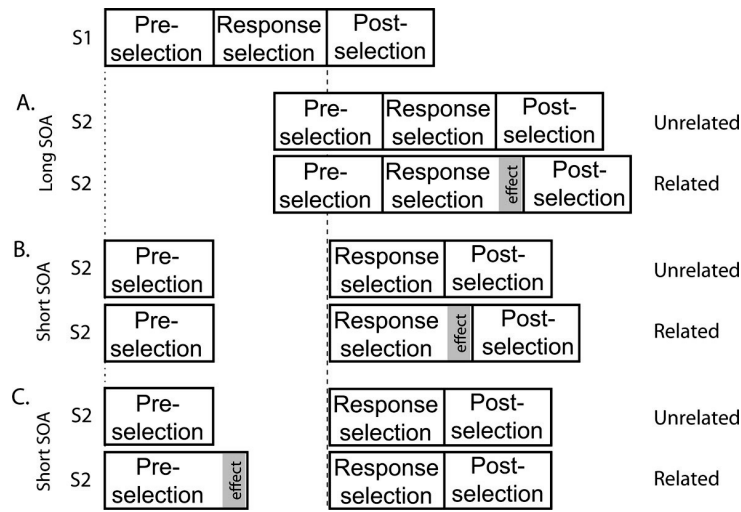 S1
Pre-
selection
Response
selection
Post-
selection
A.
Long SOA
S2
Pre-
selection
Response
selection
Post-
selection
Unrelated
S2
Pre-
selection
Response
selection
effect
Post-
selection
Related
B.
Short SOA
S2
Pre-
selection
Response
selection
Post-
selection
Unrelated
S2
Pre-
selection
Response
selection
effect
Post-
selection
Related
C.
Short SOA
S2
Pre-
selection
Response
selection
Post-
selection
Unrelated
S2
Pre-
selection
effect
Response
selection
Post-
selection
Related